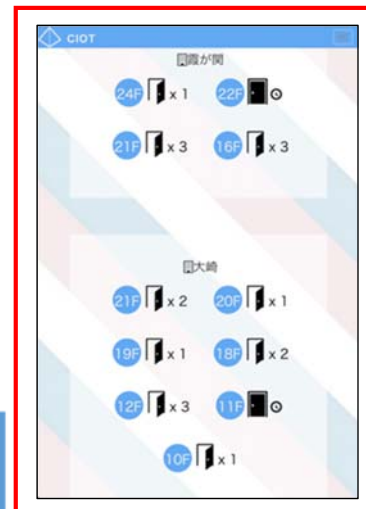 CIOT
霞が関
24F x 1 22F
21F x 3 16F x 3
大崎
21F x 2 20F x 1
19F x 1 18F x 2
12F x 3 11F
10F x 1